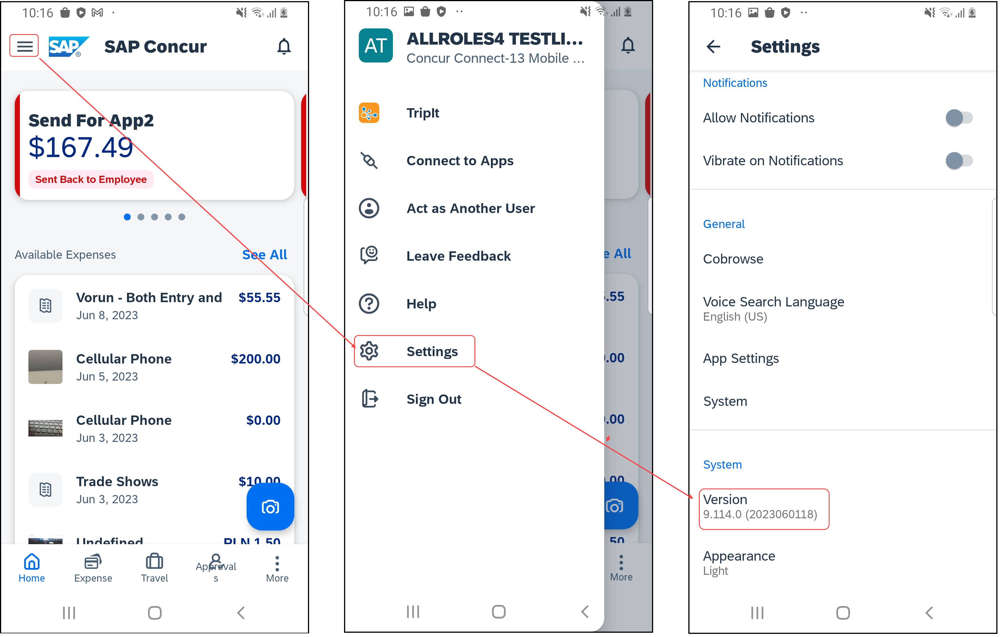 10:16
SAP®
SAP Concur
Send For App2
$167.49
Sent Back to Employee
Available Expenses
See All
Vorun - Both Entry and $55.55
Jun 8, 2023
Cellular Phone $200.00
Jun 5, 2023
Cellular Phone $0.00
Jun 3, 2023
Trade Shows $10.00
Jun 3, 2023
Undefined PLN 1.50
Home
Expense
Travel
Approval
s
More
10:16
AT
ALLROLES4 TESTLI...
Concur Connect-13 Mobile ...
TripIt
Connect to Apps
Act as Another User
Leave Feedback
Help
Settings
Sign Out
e All
.55
.00
.00
.00
50
More
10:16
Settings
Notifications
Allow Notifications
Vibrate on Notifications
General
Cobrowse
Voice Search Language
English (US)
App Settings
System
System
Version
9.114.0 (2023060118)
Appearance
Light